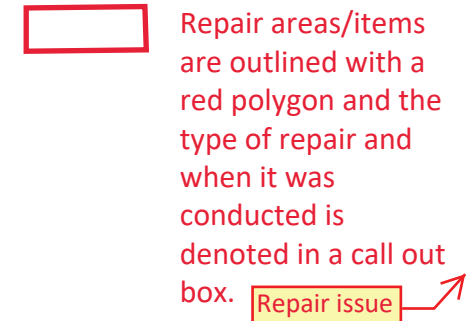 Repair areas/items
are outlined with a
red polygon and the
type of repair and
when it was
conducted is
denoted in a call out
box.
Repair issue